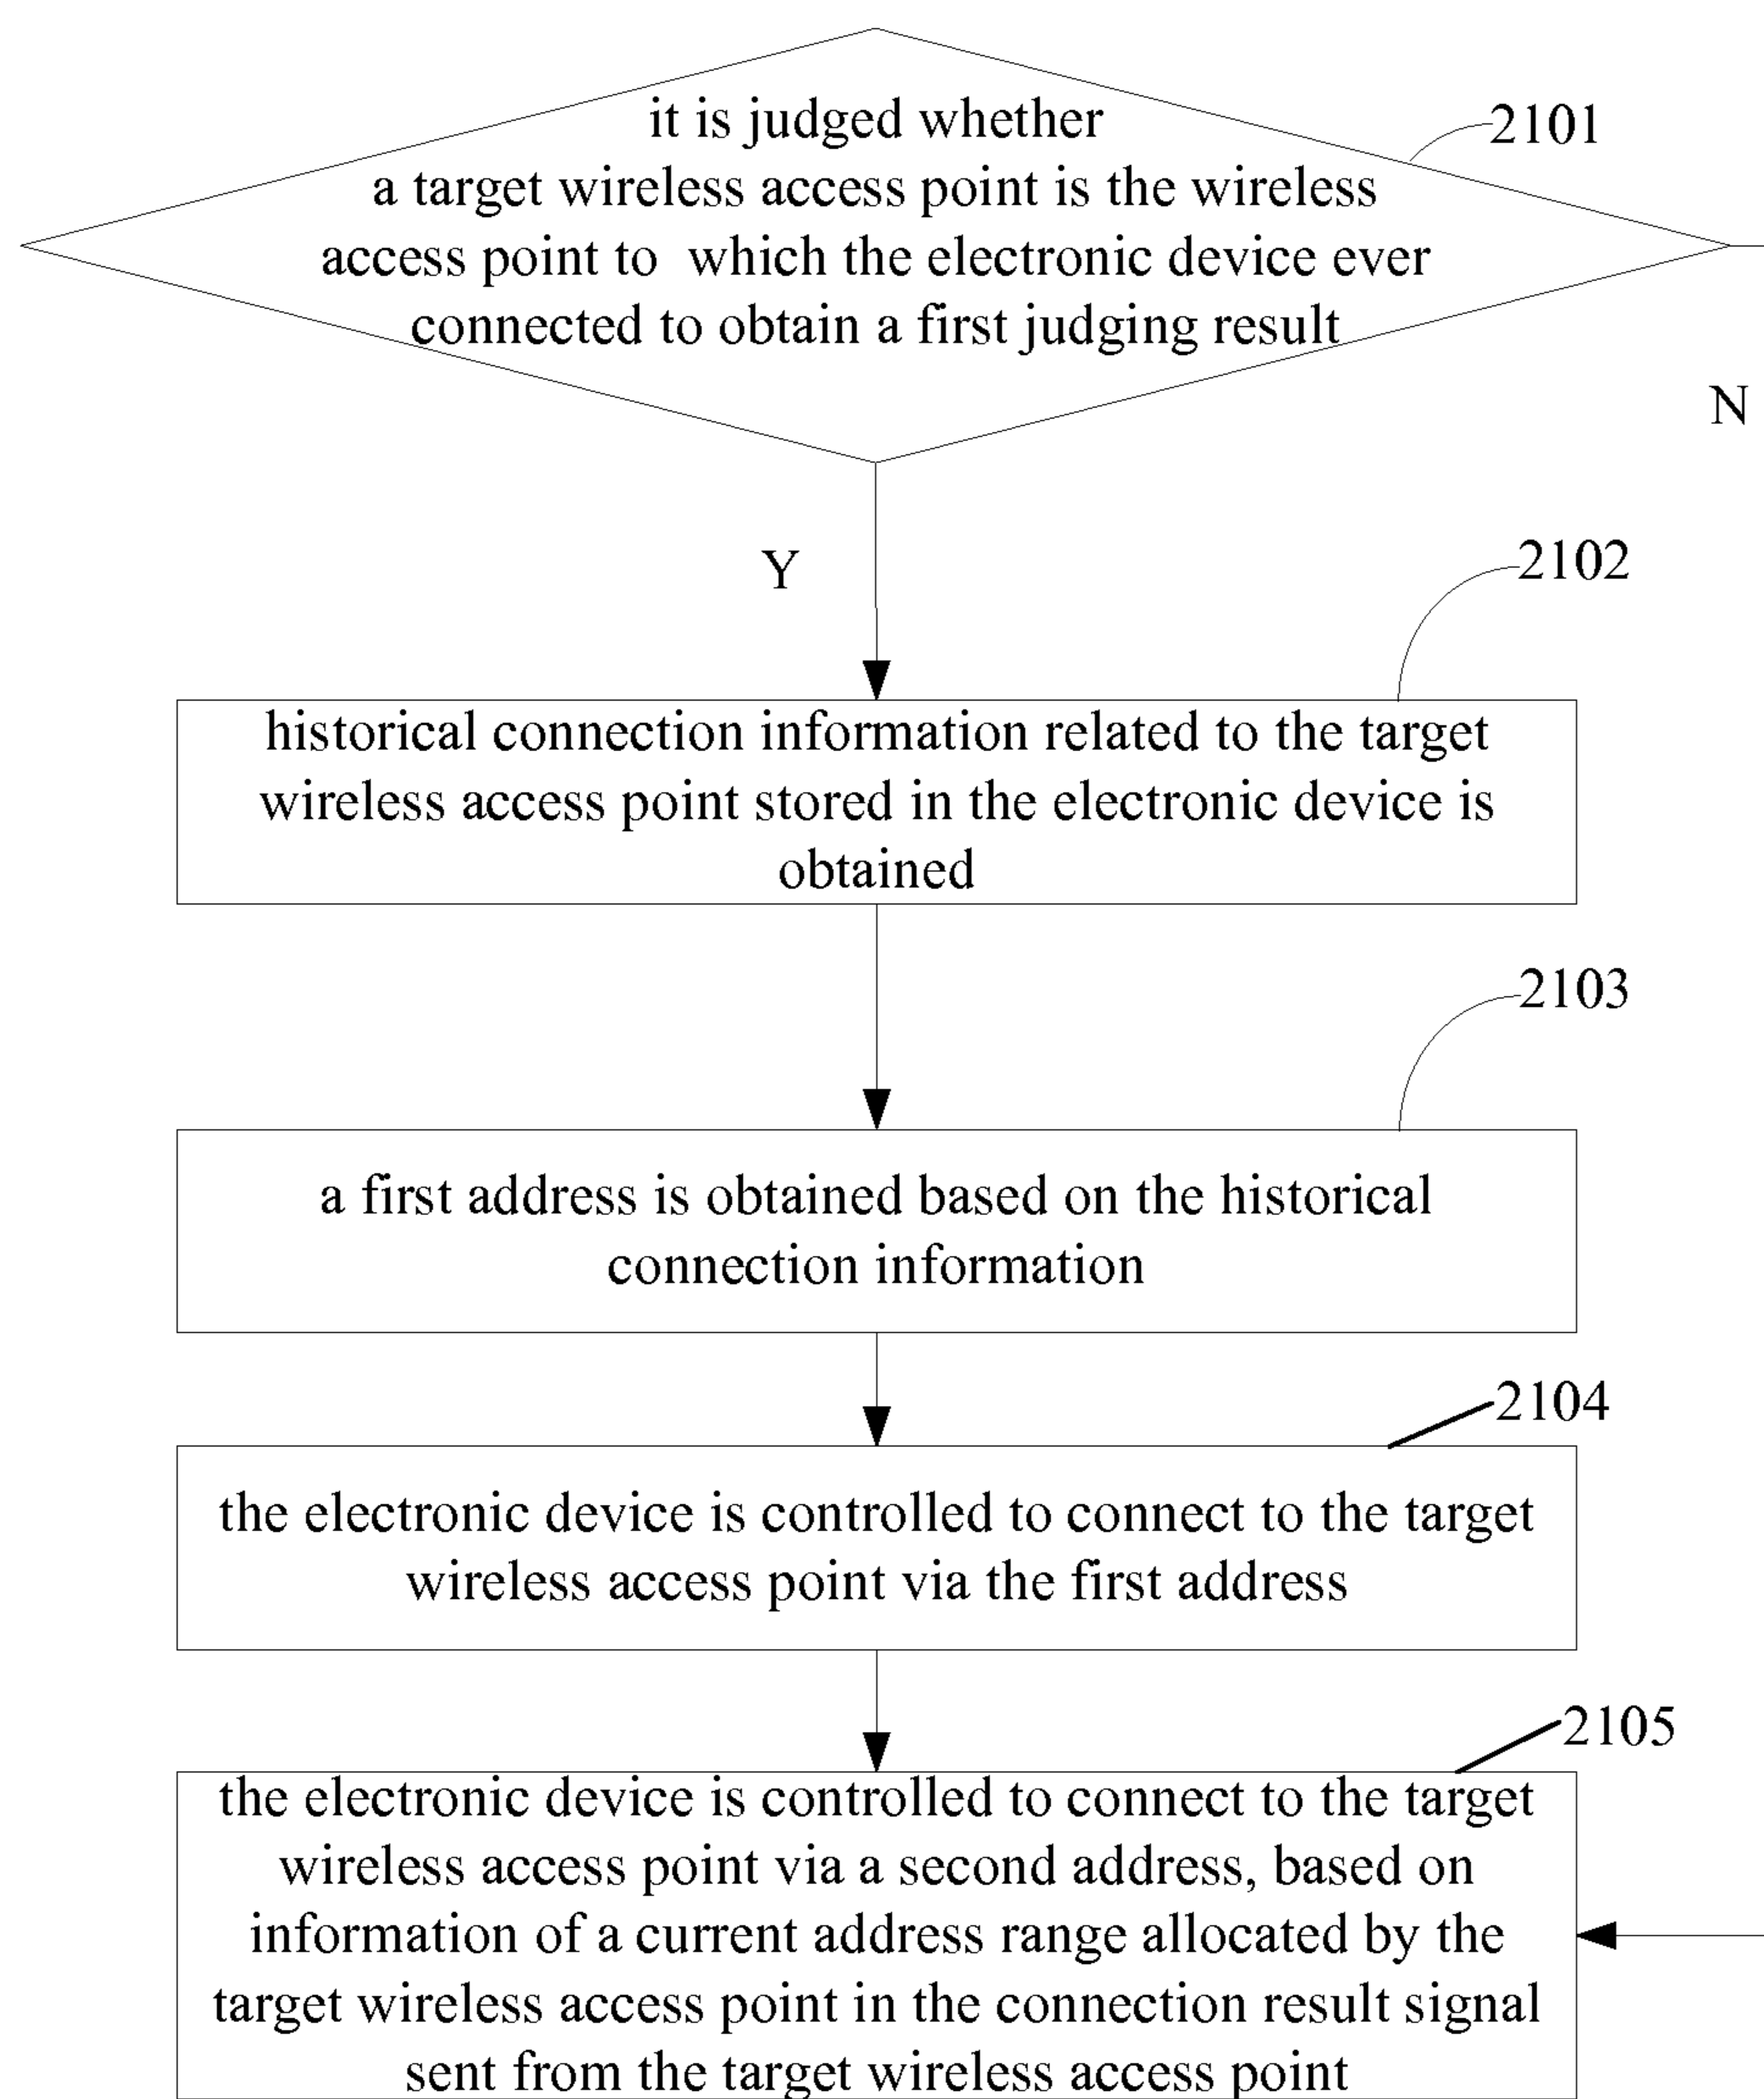 it is judged whether
2101
a target wireless access point is the wireless
access point to which the electronic device ever
connected to obtain a first judging result
N
Y
2102
historical connection information related to the target
wireless access point stored in the electronic device is
obtained
2103
a first address is obtained based on the historical
connection information
2104
the electronic device is controlled to connect to the target
wireless access point via the first address
2105
the electronic device is controlled to connect to the target
wireless access point via a second address, based on
information of a current address range allocated by the
target wireless access point in the connection result signal
sent from the target wireless access point